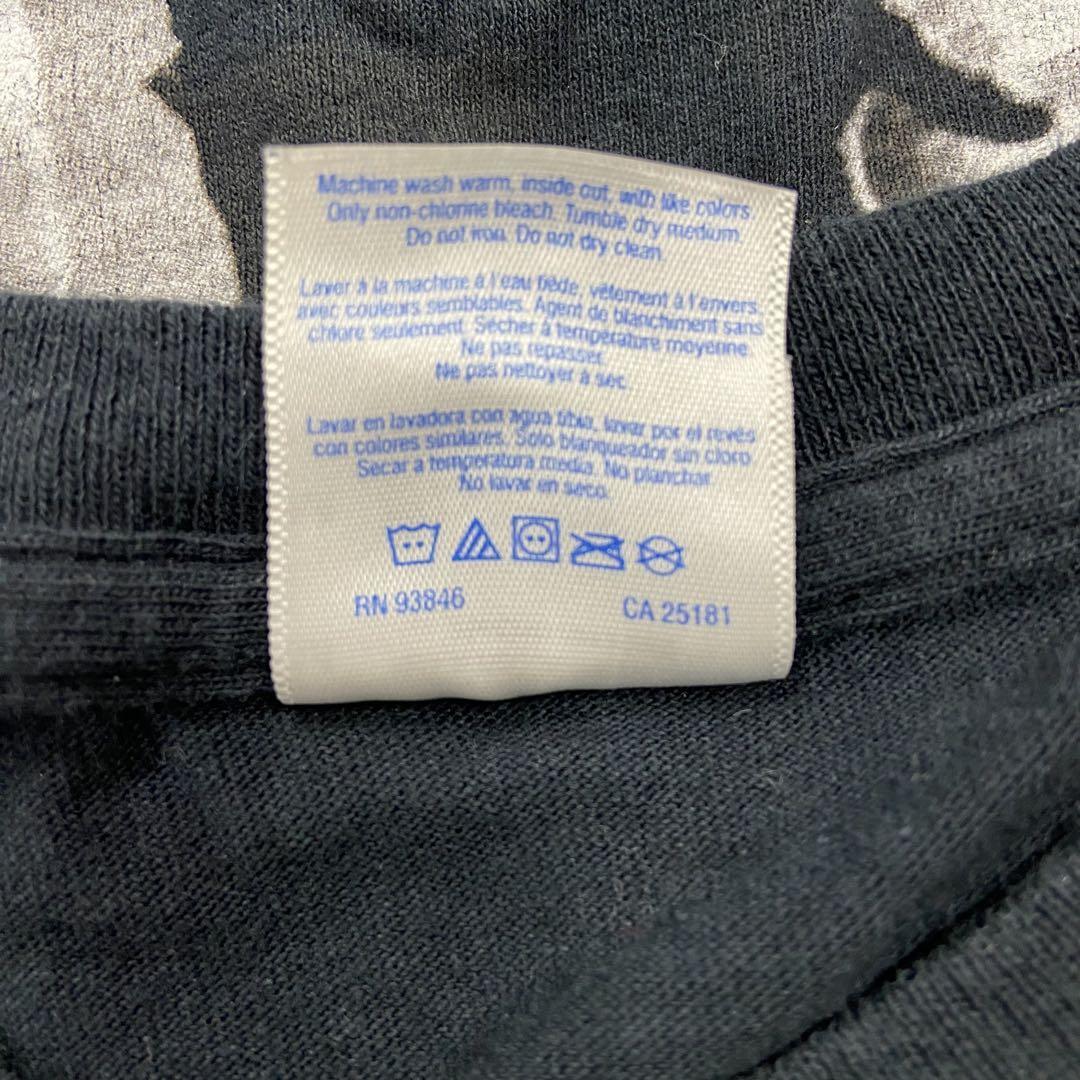 Machine wash warm, inside out, with like colors.
Only non-chlorine bleach. Tumble dry medium.
Do not iron. Do not dry clean.
Laver à la machine à l'eau tiède, vêtement à l'envers,
avec couleurs semblables. Agent de blanchiment sans
chlore seulement. Sécher à température moyenne.
Ne pas repasser.
Ne pas nettoyer à sec.
Lavar en lavadora con agua tibia, lavar por el revés
con colores similares. Solo blanqueador sin cloro
Secar a temperatura media. No planchar
No lavar en seco.
RN 93846 CA 25181